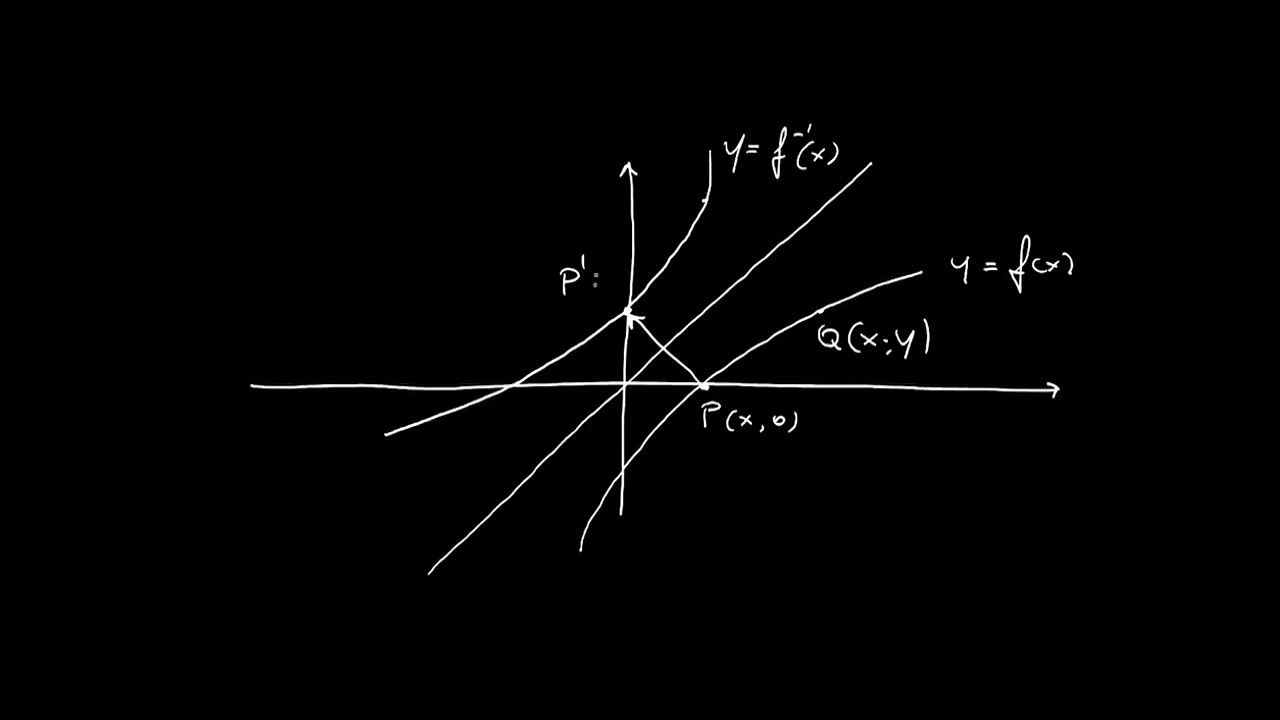 y = f⁻¹(x)
y = f(x)
P' :
Q(x;y)
P(x,0)